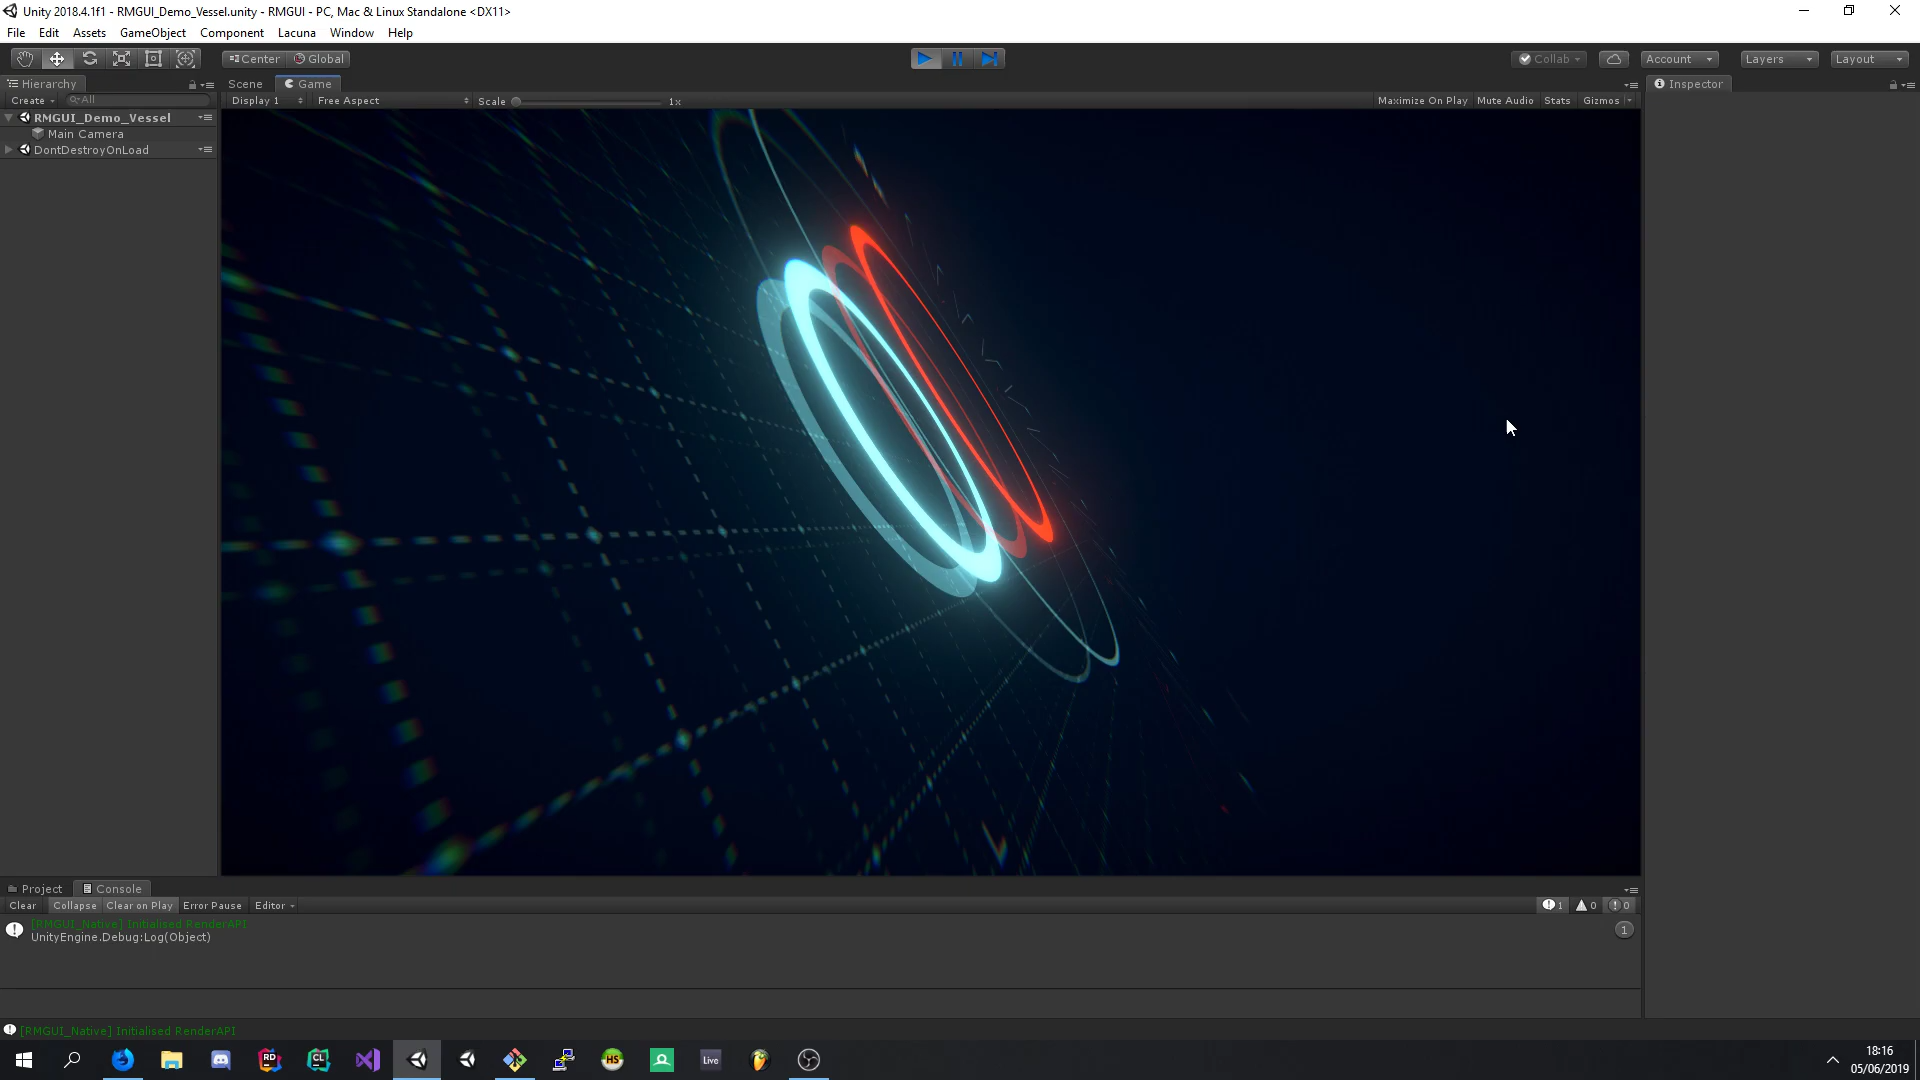 Unity 2018.4.1f1 - RMGUI_Demo_Vessel.unity - RMGUI - PC, Mac & Linux Standalone <DX11>
File Edit Assets GameObject Component Lacuna Window Help
Center Global Collab Account Layers Layout
Hierarchy Scene Game Inspector
Create All Display 1 Free Aspect Scale 1x Maximize On Play Mute Audio Stats Gizmos
RMGUI_Demo_Vessel
Main Camera
DontDestroyOnLoad
Project Console
Clear Collapse Clear on Play Error Pause Editor 1 0 0
[RMGUI_Native] Initialised RenderAPI
UnityEngine.Debug:Log(Object)
1
[RMGUI_Native] Initialised RenderAPI
RD CL HS Live
18:16
05/06/2019